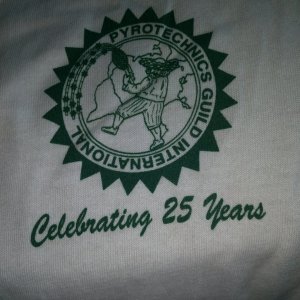 PYROTECHNICS GUILD INTERNATIONAL
Celebrating 25 Years